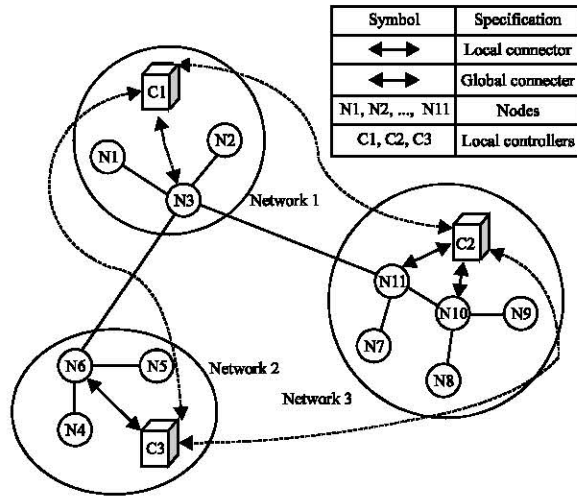 Symbol Specification
Local connector
Global connecter
N1, N2, ..., N11 Nodes
C1, C2, C3 Local controllers
C1
N1
N2
N3
Network 1
C2
N11
N10
N9
N7
N8
N6
N5
Network 2
N4
C3
Network 3